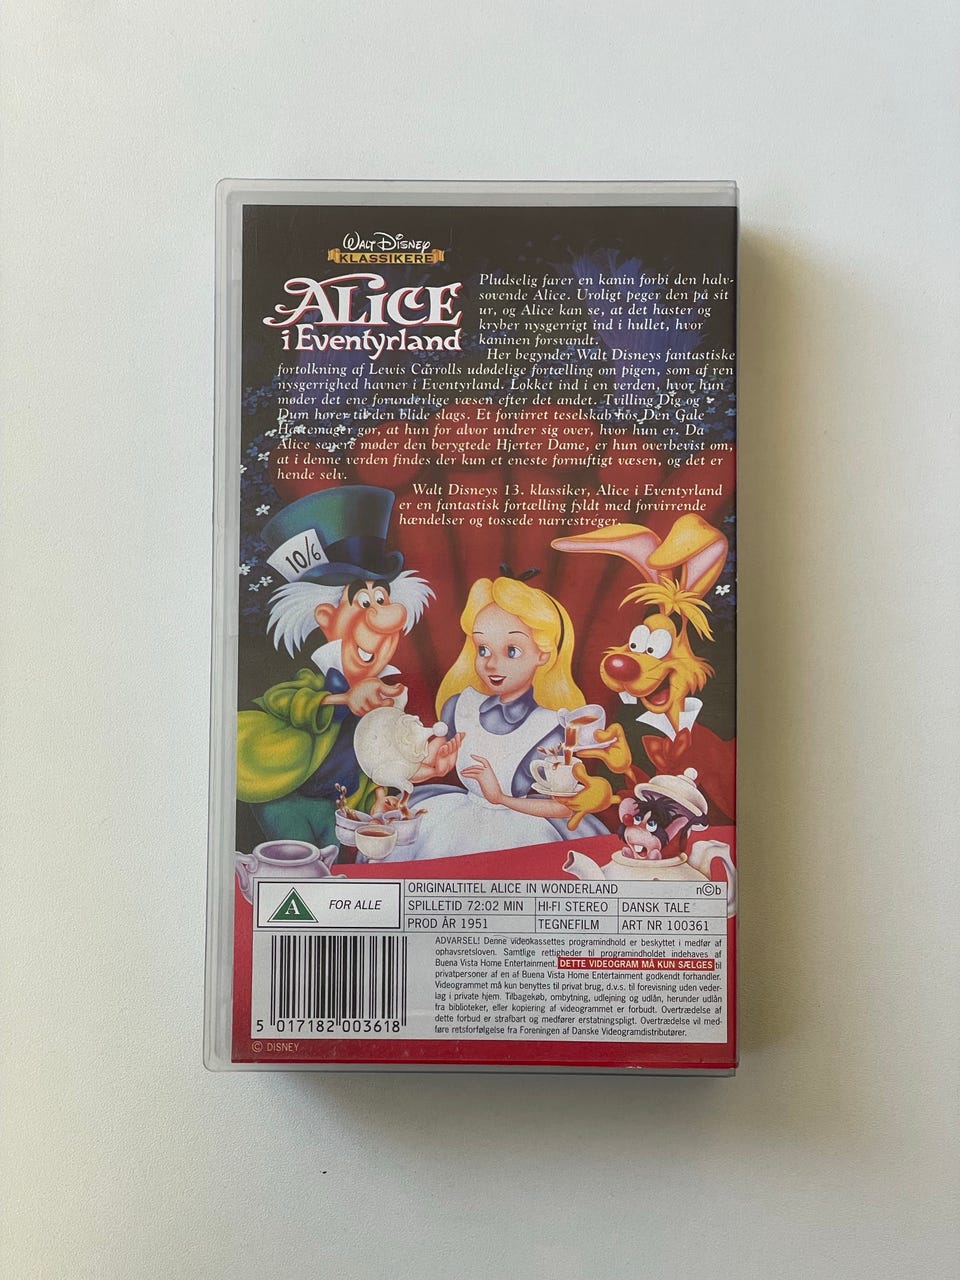 WALT DISNEY
KLASSIKERE
ALICE
i Eventyrland
Pludselig farer en kanin forbi den halv-
sovende Alice. Uroligt peger den på sit
ur, og Alice kan se, at det haster og
kryber nysgerrigt ind i hullet, hvor
kaninen forsvandt.
Her begynder Walt Disneys fantastiske
fortolkning af Lewis Carrolls udødelige fortælling om pigen, som af ren
nysgerrighed havner i Eventyrland. Lokket ind i en verden, hvor hun
møder det ene forunderlige væsen efter det andet. Tvilling Dig og
Dum hører til den blide slags. Et forvirret teselskab hos Den Gale
Hattemager gør, at hun for alvor undrer sig over, hvor hun er. Da
Alice senere møder den berygtede Hjerter Dame, er hun overbevist om,
at i denne verden findes der kun et eneste fornuftigt væsen, og det er
hende selv.
Walt Disneys 13. klassiker, Alice i Eventyrland
er en fantastisk fortælling fyldt med forvirrende
hændelser og tossede narrestreger.
10/6
A FOR ALLE
ORIGINALTITEL ALICE IN WONDERLAND n©b
SPILLETID 72:02 MIN HI-FI STEREO DANSK TALE
PROD ÅR 1951 TEGNEFILM ART NR 100361
ADVARSEL! Denne videokassettes programindhold er beskyttet i medfør af
ophavsretsloven. Samtlige rettigheder til programindholdet indehaves af
Buena Vista Home Entertainment. DETTE VIDEOGRAM MÅ KUN SÆLGES til
privatpersoner af en af Buena Vista Home Entertainment godkendt forhandler.
Videogrammet må kun benyttes til privat brug, d.v.s. til forevisning uden veder-
lag i private hjem. Tilbagekøb, ombytning, udlejning og udlån, herunder udlån
fra biblioteker, eller kopiering af videogrammet er forbudt. Overtrædelse af
dette forbud er strafbart og medfører erstatningspligt. Overtrædelse vil med-
føre retsforfølgelse fra Foreningen af Danske Videogramdistributører.
5 017182 003618
© DISNEY